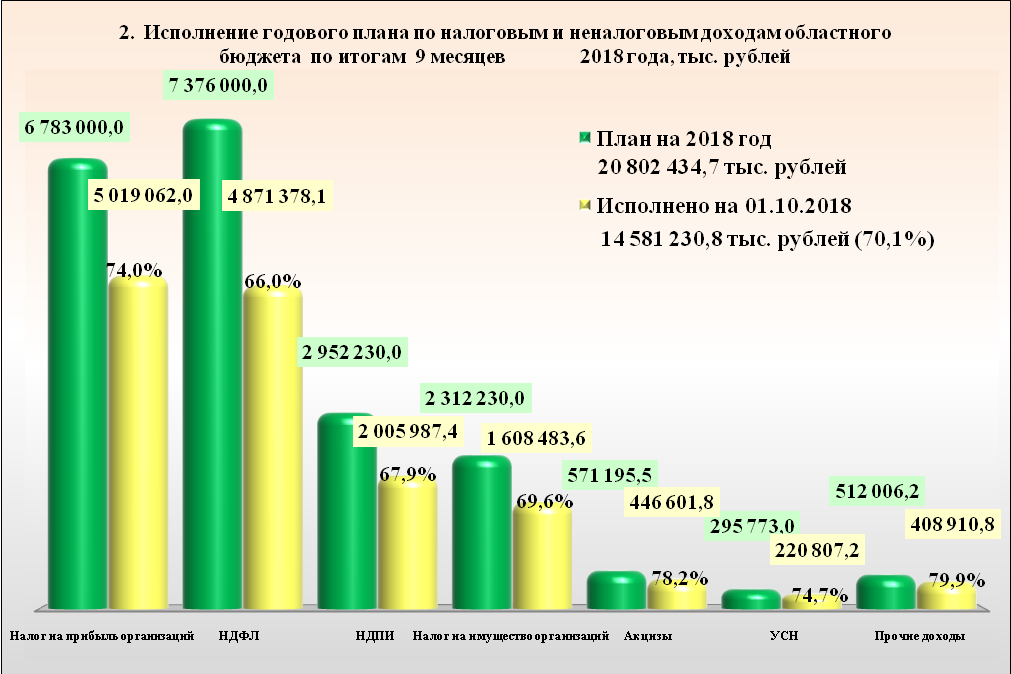 2. Исполнение годового плана по налоговым и неналоговым доходам областного
бюджета по итогам 9 месяцев 2018 года, тыс. рублей
7 376 000,0
6 783 000,0
План на 2018 год
20 802 434,7 тыс. рублей
5 019 062,0
4 871 378,1
Исполнено на 01.10.2018
14 581 230,8 тыс. рублей (70,1%)
74,0%
66,0%
2 952 230,0
2 312 230,0
2 005 987,4
1 608 483,6
67,9%
571 195,5
69,6%
446 601,8
512 006,2
295 773,0
408 910,8
220 807,2
78,2%
74,7%
79,9%
Налог на прибыль организаций НДФЛ НДПИ Налог на имущество организаций Акцизы УСН Прочие доходы